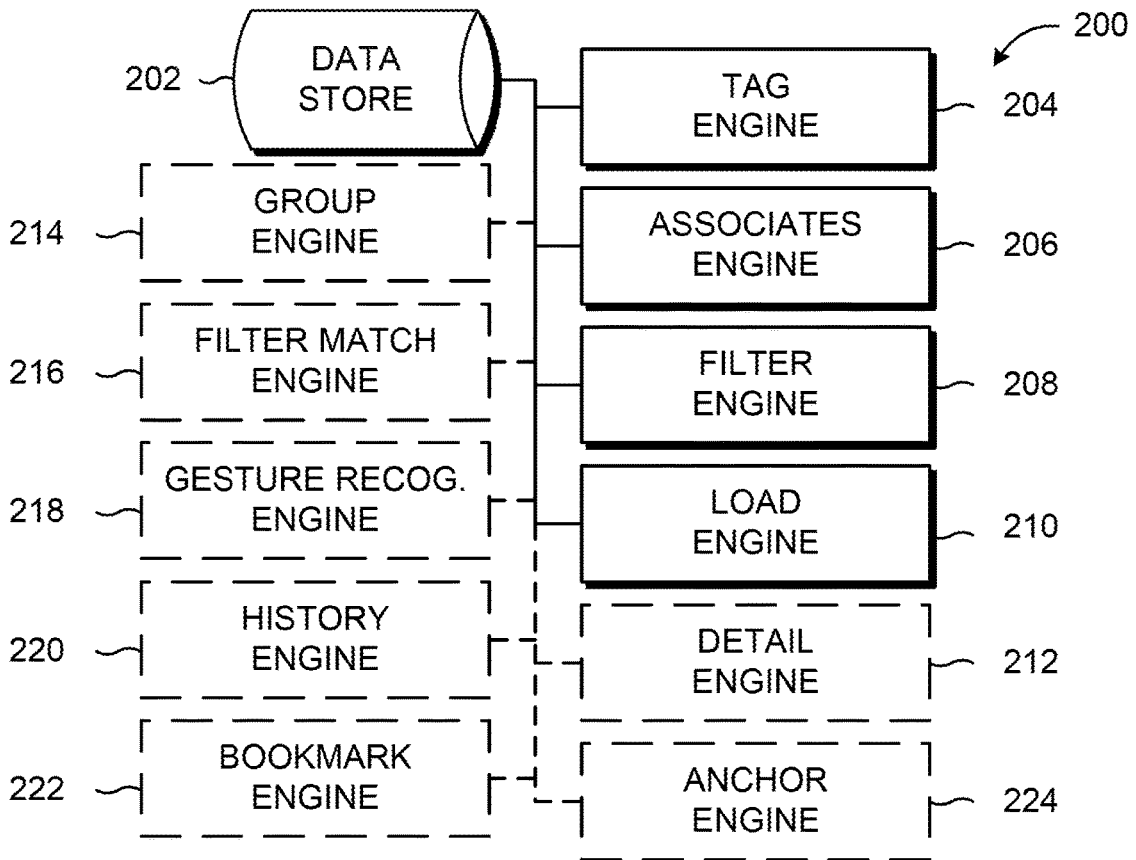 200
202
DATA
STORE
TAG
ENGINE
204
214
GROUP
ENGINE
ASSOCIATES
ENGINE
206
216
FILTER MATCH
ENGINE
FILTER
ENGINE
208
218
GESTURE RECOG.
ENGINE
LOAD
ENGINE
210
220
HISTORY
ENGINE
DETAIL
ENGINE
212
222
BOOKMARK
ENGINE
ANCHOR
ENGINE
224